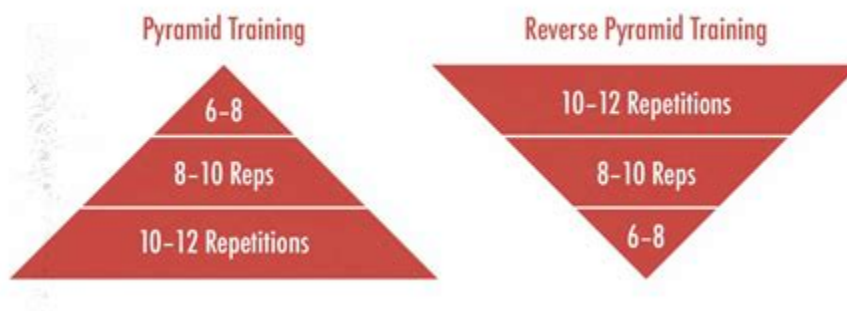 Pyramid Training
6–8
8–10 Reps
10–12 Repetitions
Reverse Pyramid Training
10–12 Repetitions
8–10 Reps
6–8